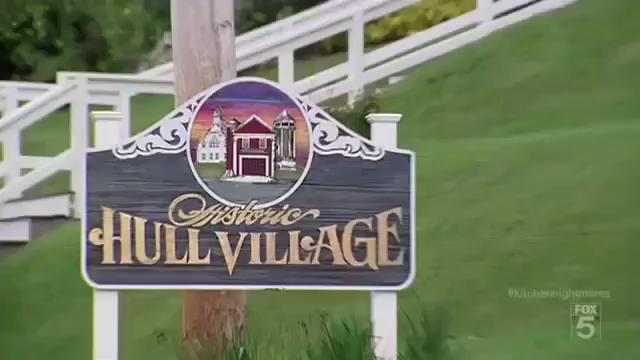 Historic
HULL VILLAGE
#kitchennightmares
FOX
5